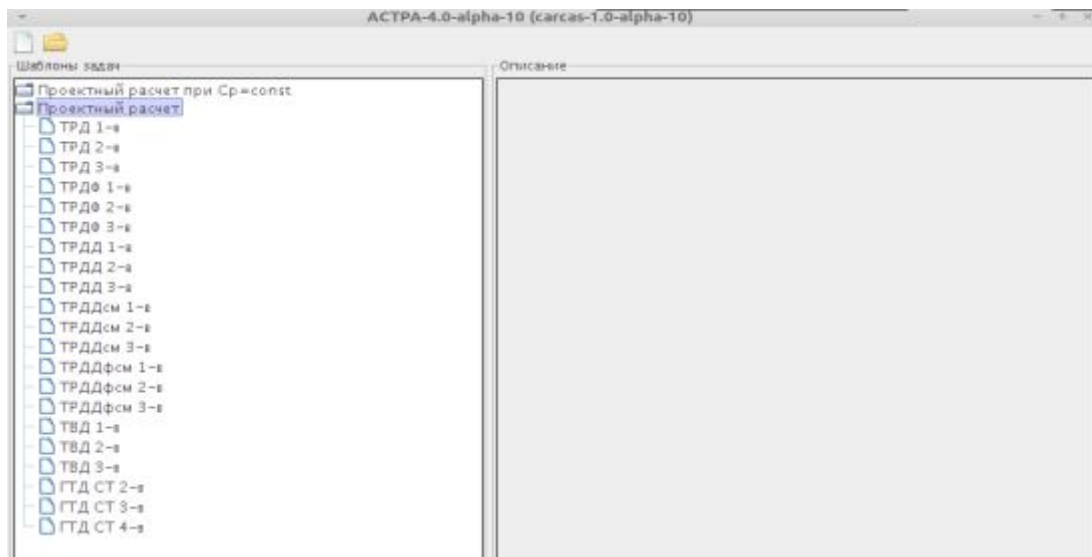 АСТРА-4.0-alpha-10 (carcas-1.0-alpha-10)
Шаблоны задач
Описание
Проектный расчет при Cp=const
Проектный расчет
ТРД 1-в
ТРД 2-в
ТРД 3-в
ТРДФ 1-в
ТРДФ 2-в
ТРДФ 3-в
ТРДД 1-в
ТРДД 2-в
ТРДД 3-в
ТРДДсм 1-в
ТРДДсм 2-в
ТРДДсм 3-в
ТРДДфсм 1-в
ТРДДфсм 2-в
ТРДДфсм 3-в
ТВД 1-в
ТВД 2-в
ТВД 3-в
ГТД СТ 2-в
ГТД СТ 3-в
ГТД СТ 4-в